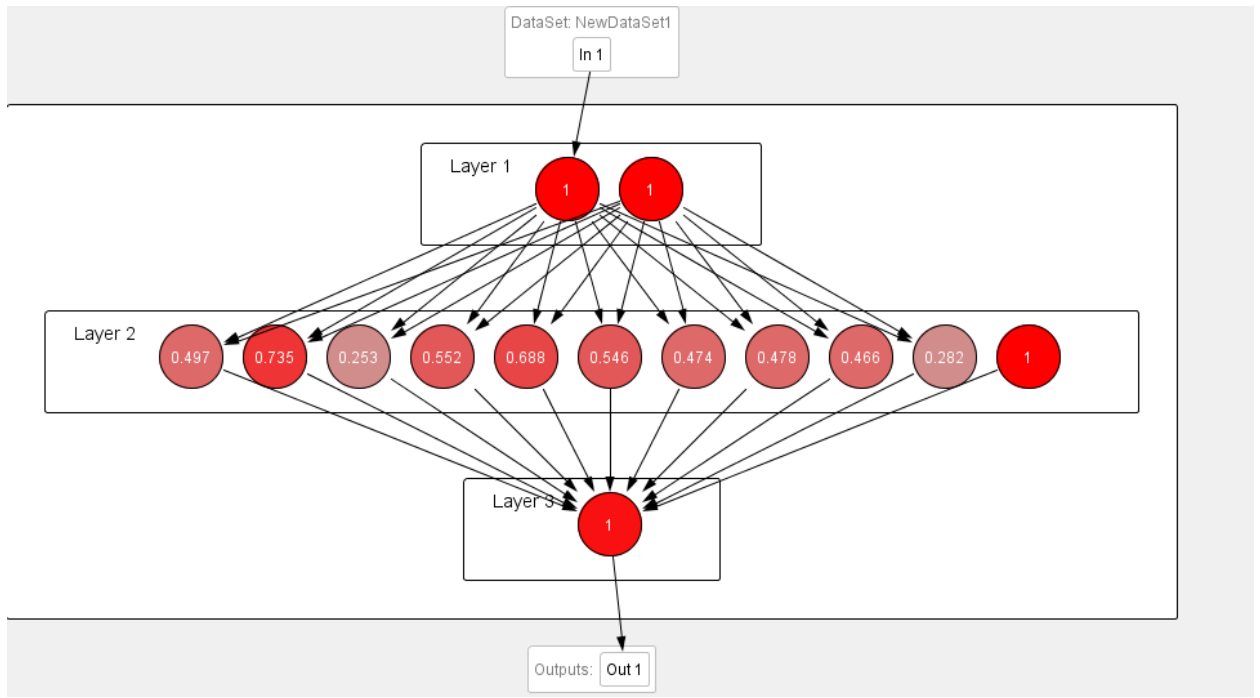 DataSet: NewDataSet1
In 1
Layer 1
1 1
Layer 2
0.497 0.735 0.253 0.552 0.688 0.546 0.474 0.478 0.466 0.282 1
Layer 3
1
Outputs: Out 1